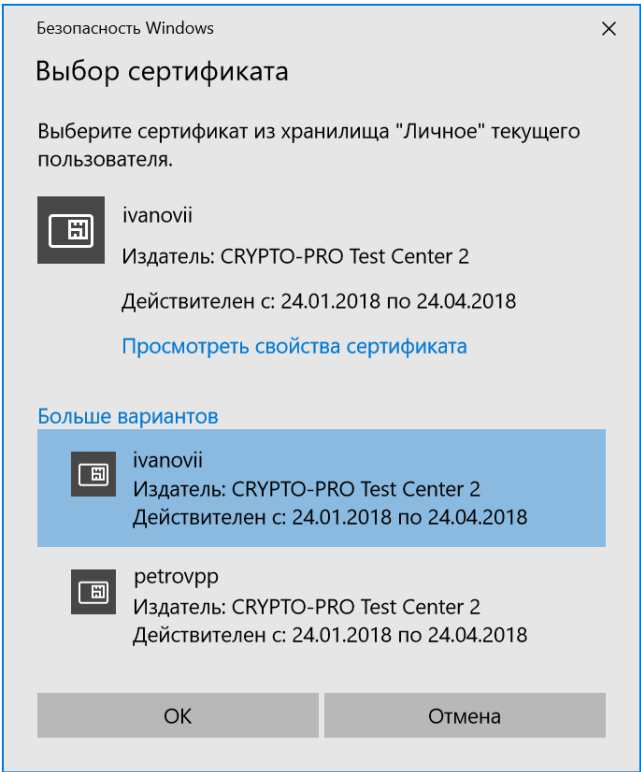 Безопасность Windows
Выбор сертификата
Выберите сертификат из хранилища "Личное" текущего
пользователя.
ivanovii
Издатель: CRYPTO-PRO Test Center 2
Действителен с: 24.01.2018 по 24.04.2018
Просмотреть свойства сертификата
Больше вариантов
ivanovii
Издатель: CRYPTO-PRO Test Center 2
Действителен с: 24.01.2018 по 24.04.2018
petrovpp
Издатель: CRYPTO-PRO Test Center 2
Действителен с: 24.01.2018 по 24.04.2018
ОК
Отмена